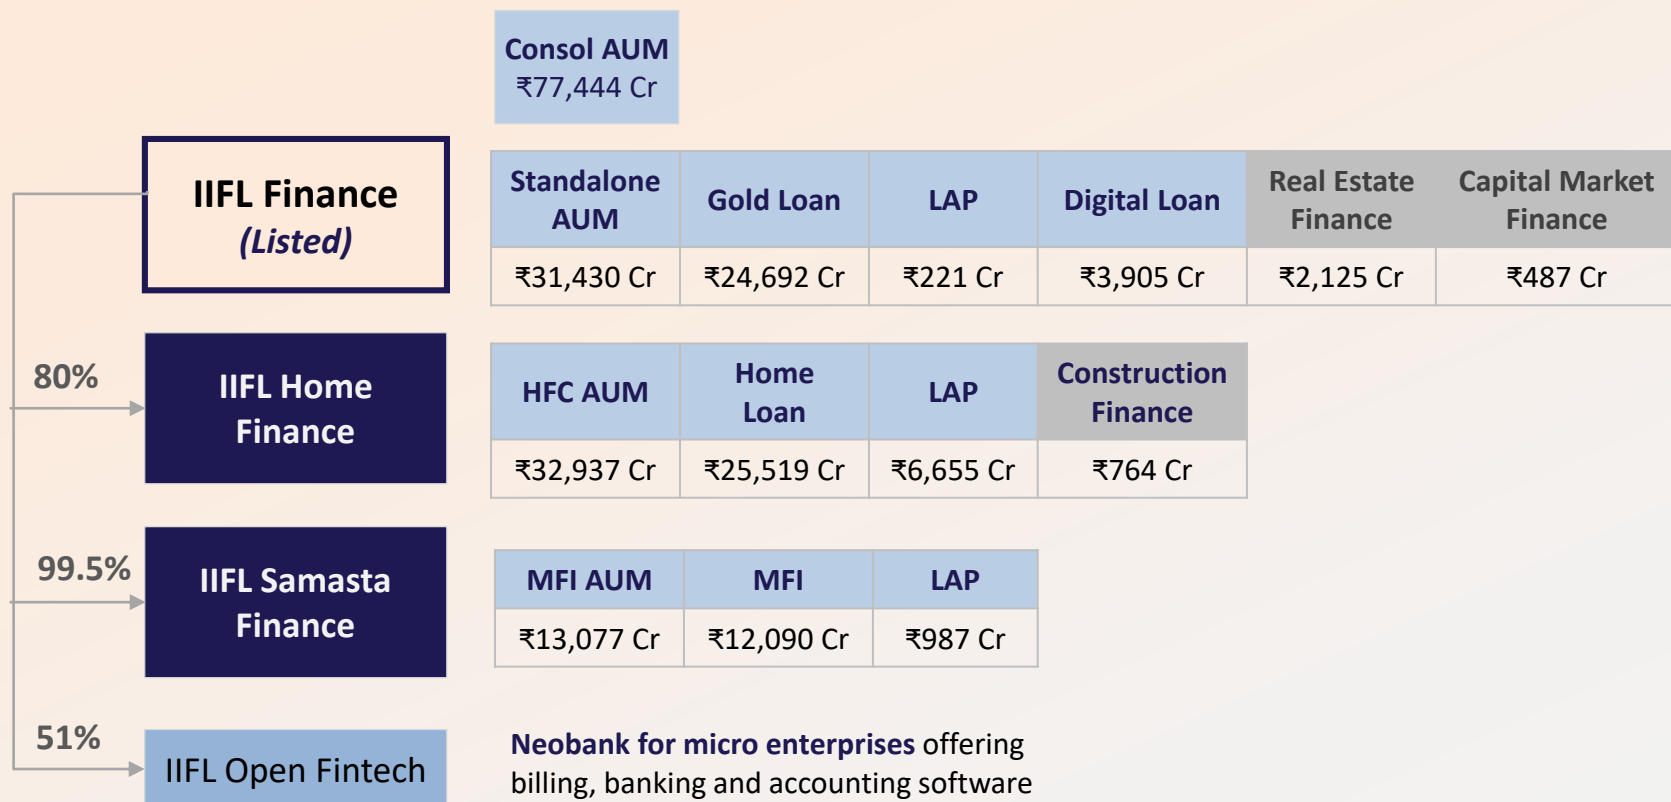 Consol AUM
₹77,444 Cr
IIFL Finance
(Listed)
Standalone
AUM
Gold Loan
LAP
Digital Loan
Real Estate
Finance
Capital Market
Finance
₹31,430 Cr
₹24,692 Cr
₹221 Cr
₹3,905 Cr
₹2,125 Cr
₹487 Cr
80%
IIFL Home
Finance
HFC AUM
Home
Loan
LAP
Construction
Finance
₹32,937 Cr
₹25,519 Cr
₹6,655 Cr
₹764 Cr
99.5%
IIFL Samasta
Finance
MFI AUM
MFI
LAP
₹13,077 Cr
₹12,090 Cr
₹987 Cr
51%
IIFL Open Fintech
Neobank for micro enterprises offering
billing, banking and accounting software